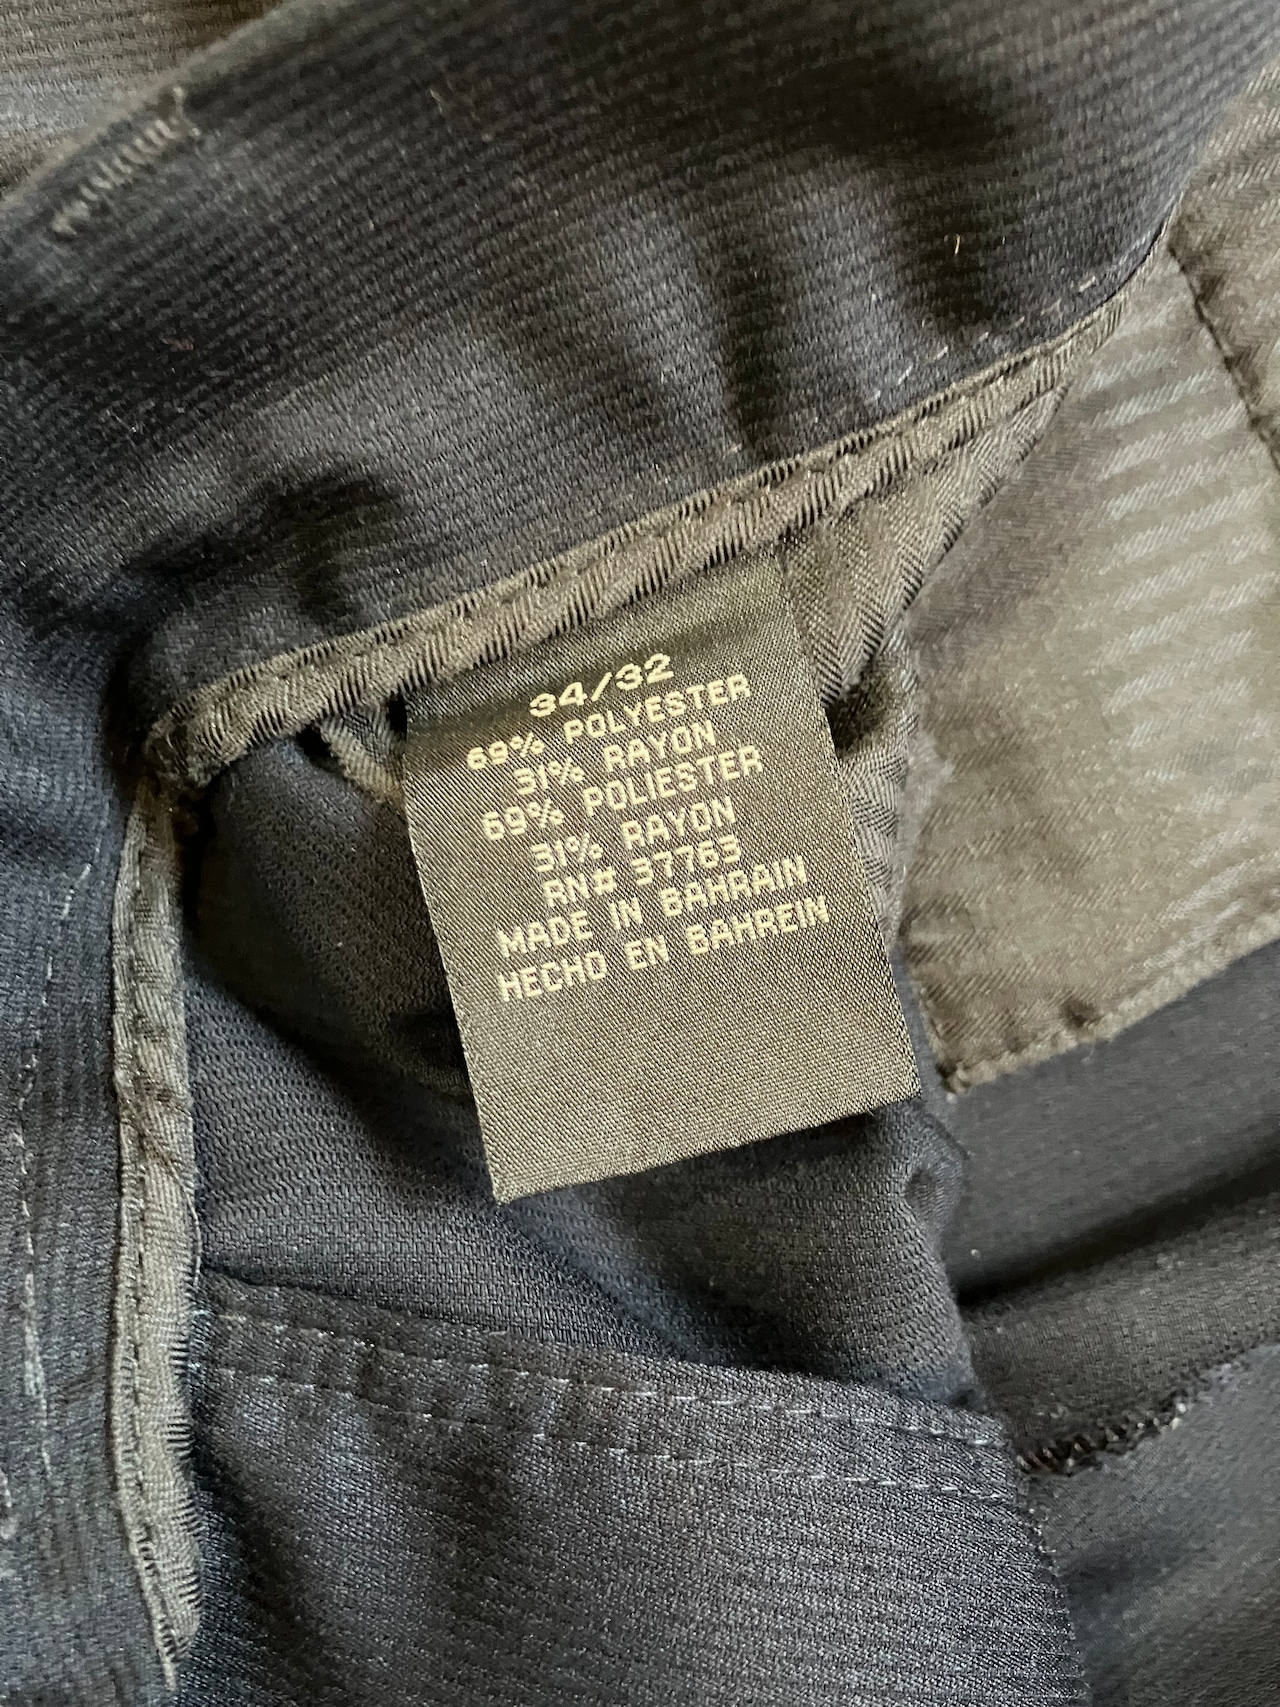 34/32
69% POLYESTER
31% RAYON
69% POLIESTER
31% RAYON
RN# 37763
MADE IN BAHRAIN
HECHO EN BAHREIN